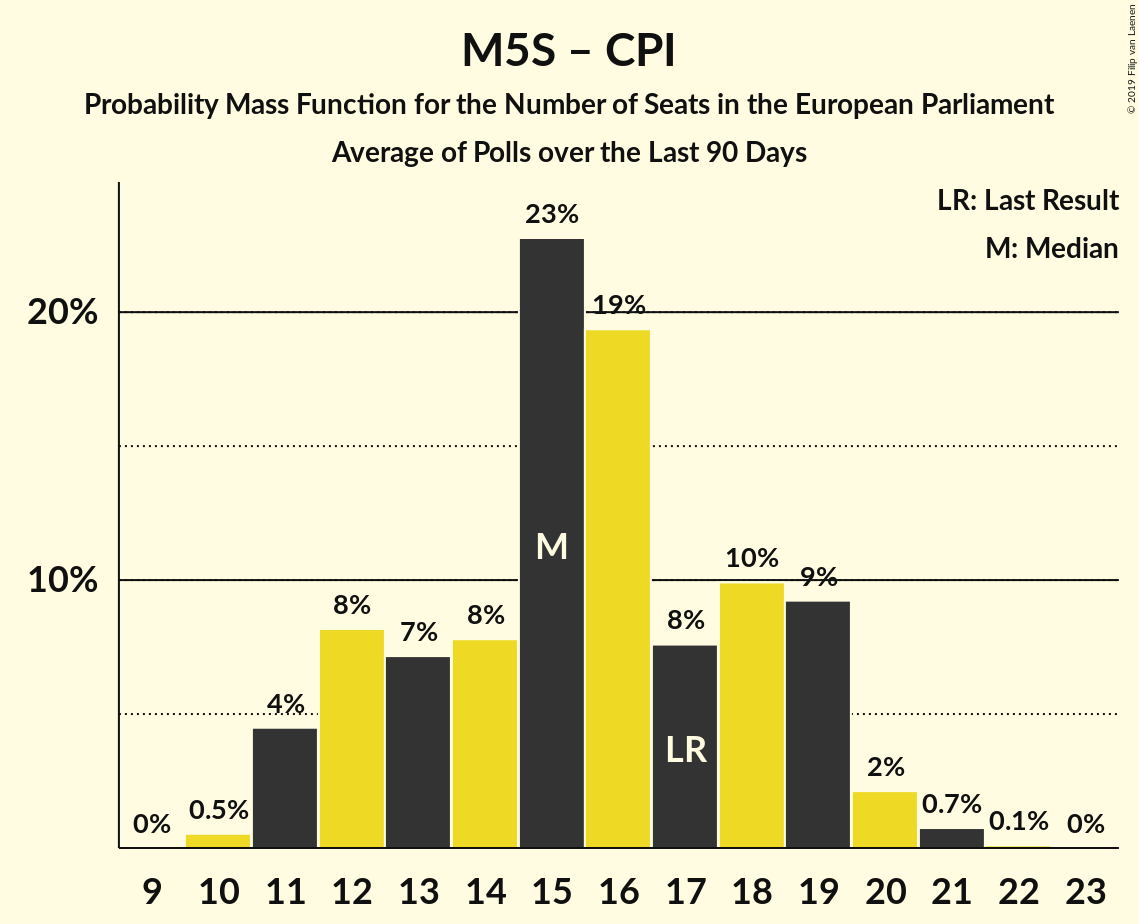 M5S – CPI
Probability Mass Function for the Number of Seats in the European Parliament
Average of Polls over the Last 90 Days
© 2019 Filip van Laenen
LR: Last Result
M: Median
20%
10%
0%
0.5%
4%
8%
7%
8%
23%
19%
8%
10%
9%
2%
0.7%
0.1%
0%
M
LR
9 10 11 12 13 14 15 16 17 18 19 20 21 22 23